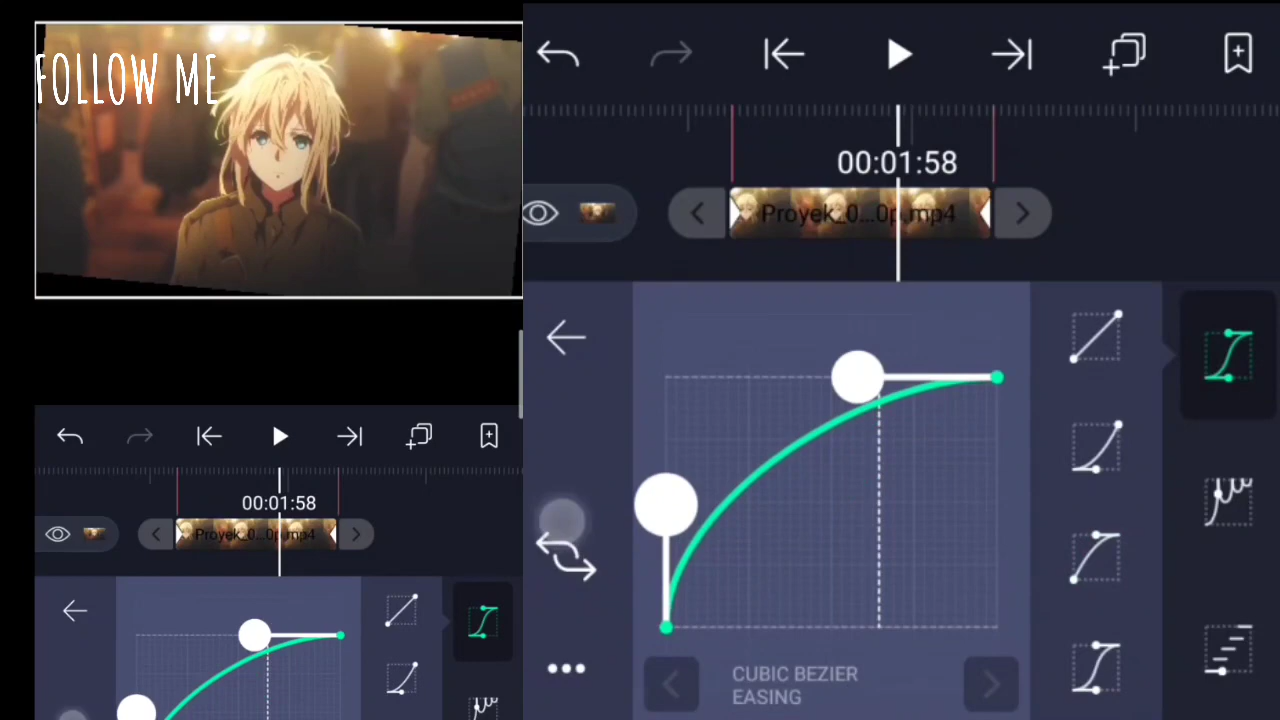 FOLLOW ME
00:01:58
Proyek_0...0p.mp4
00:01:58
Proyek_0...0p.mp4
CUBIC BEZIER
EASING